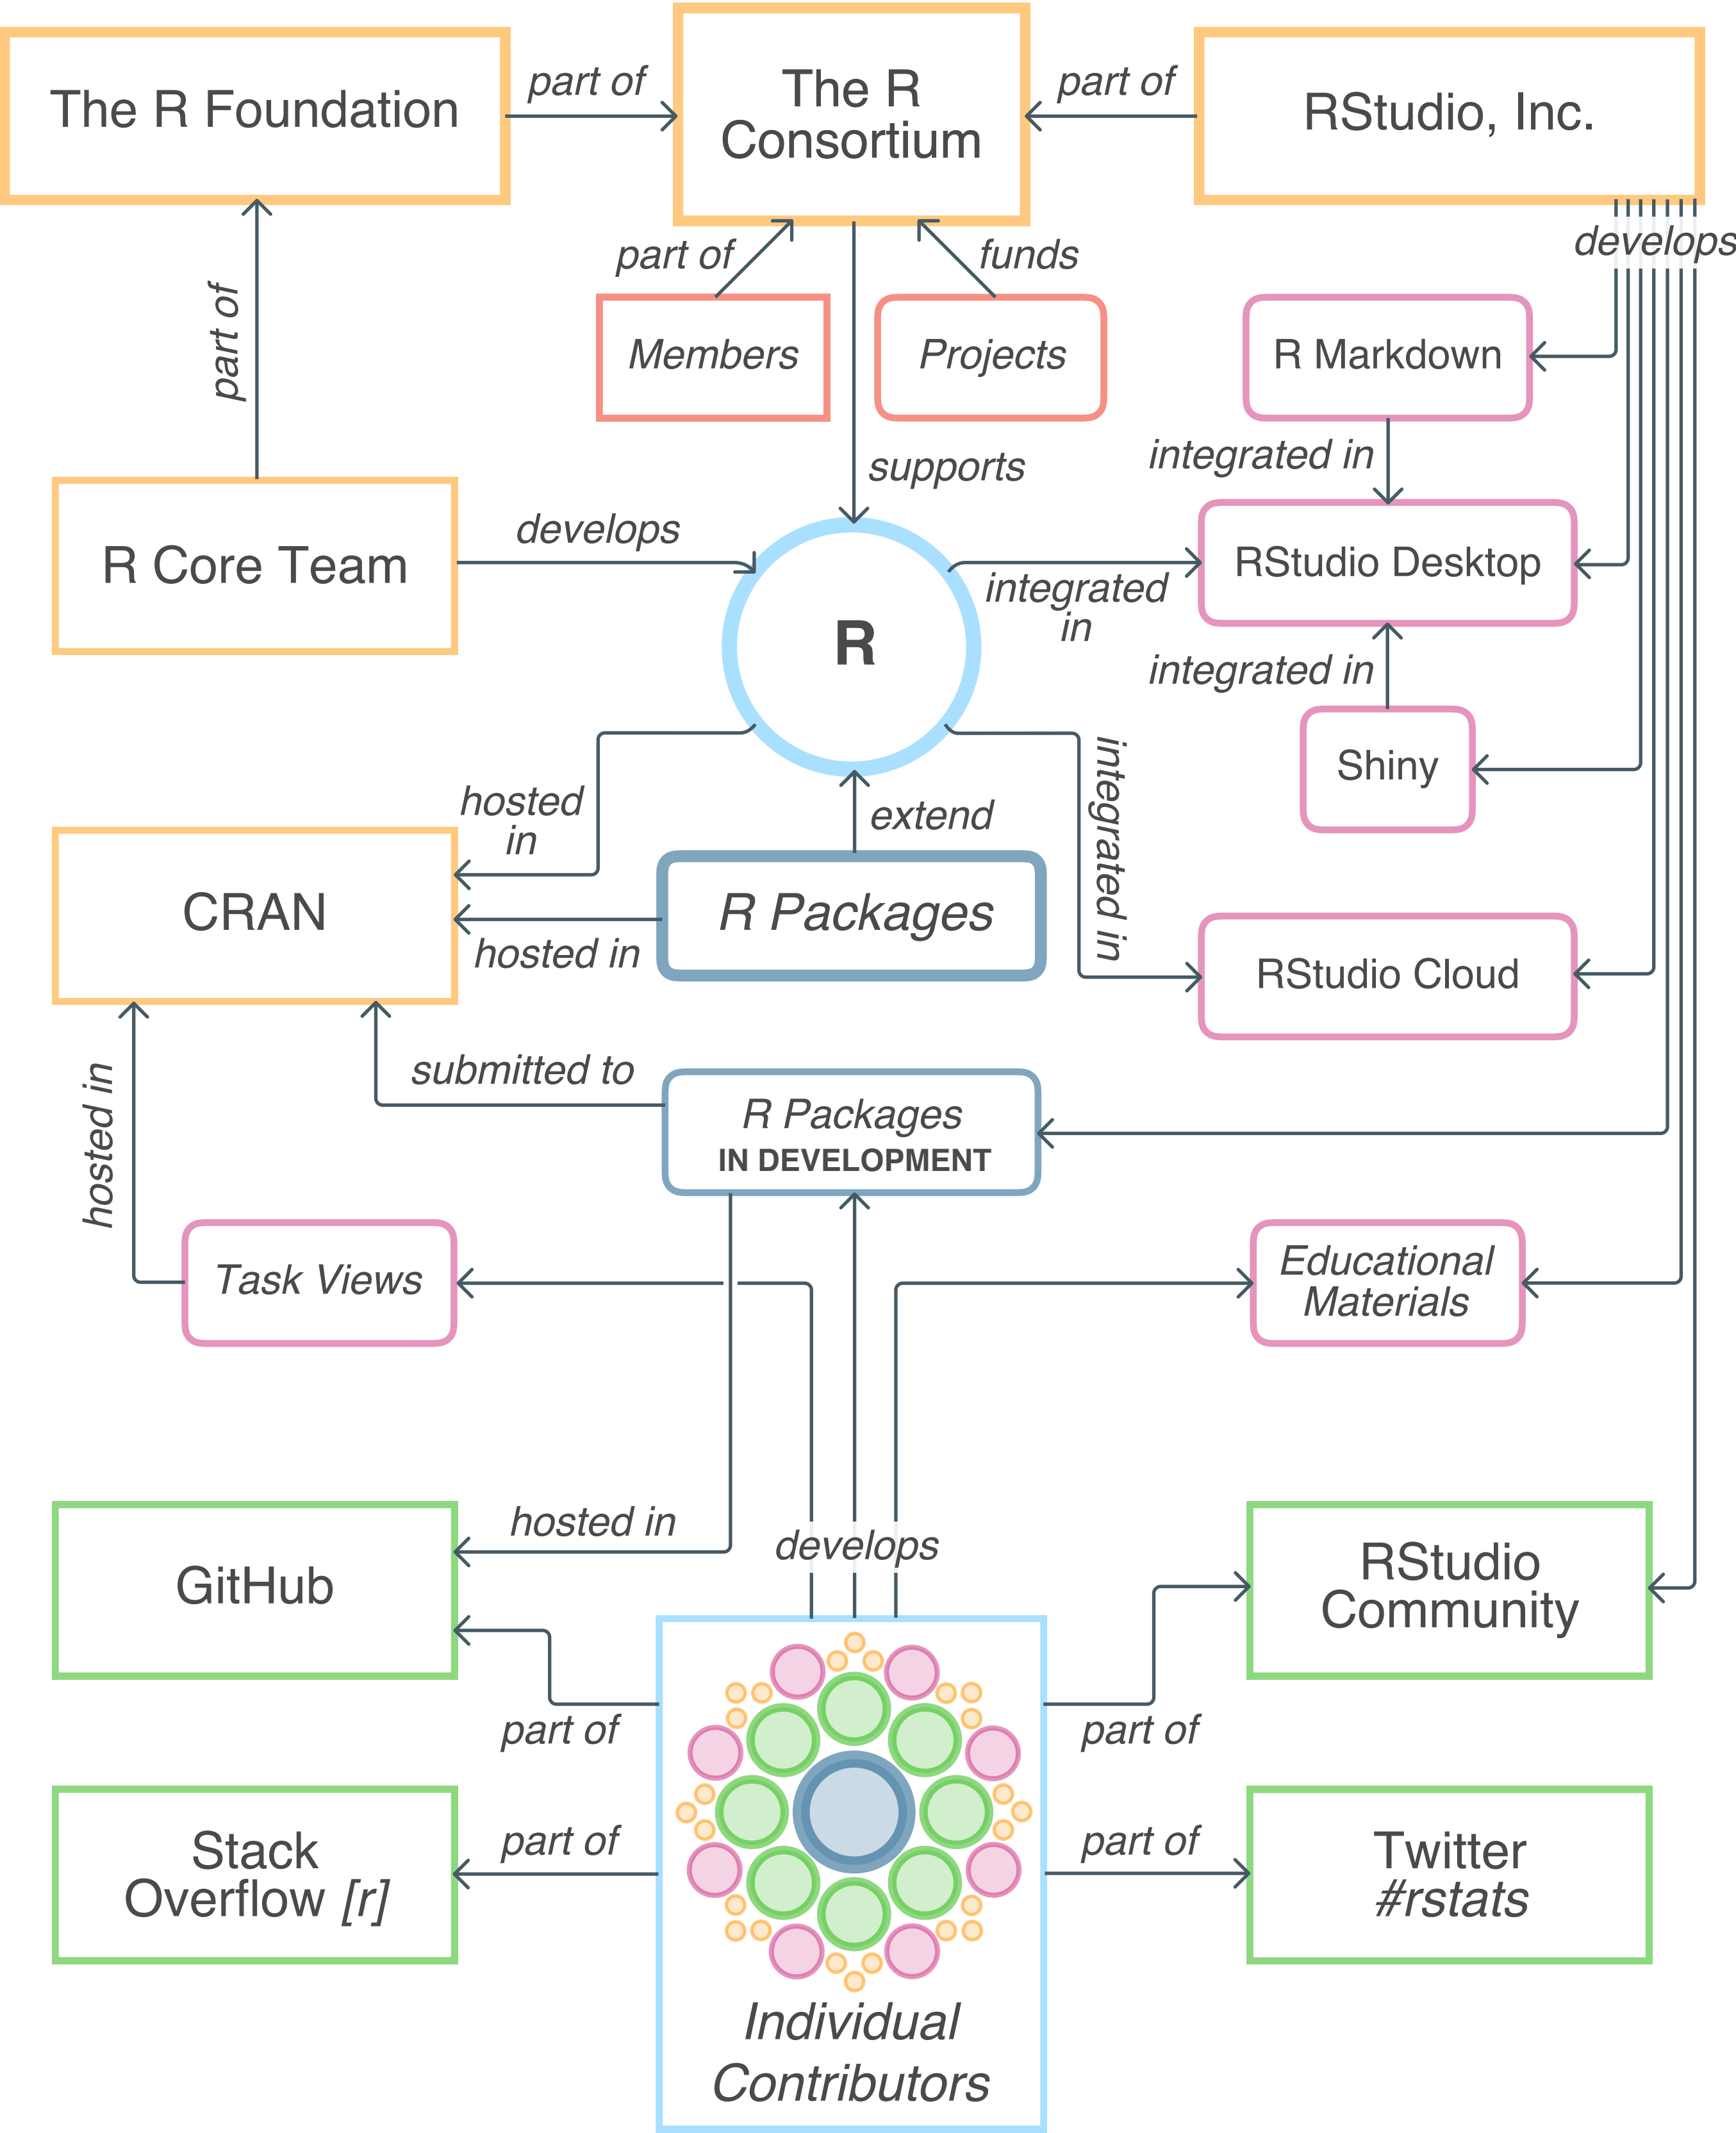 The R Foundation
part of
The R
Consortium
part of
RStudio, Inc.
part of
funds
develops
part of
Members
Projects
R Markdown
supports
integrated in
R Core Team
develops
R
integrated
in
RStudio Desktop
integrated in
Shiny
hosted
in
extend
integrated in
CRAN
R Packages
hosted in
RStudio Cloud
hosted in
submitted to
R Packages
IN DEVELOPMENT
Task Views
Educational
Materials
hosted in
develops
GitHub
RStudio
Community
part of
part of
Stack
Overflow [r]
part of
part of
Twitter
#rstats
Individual
Contributors